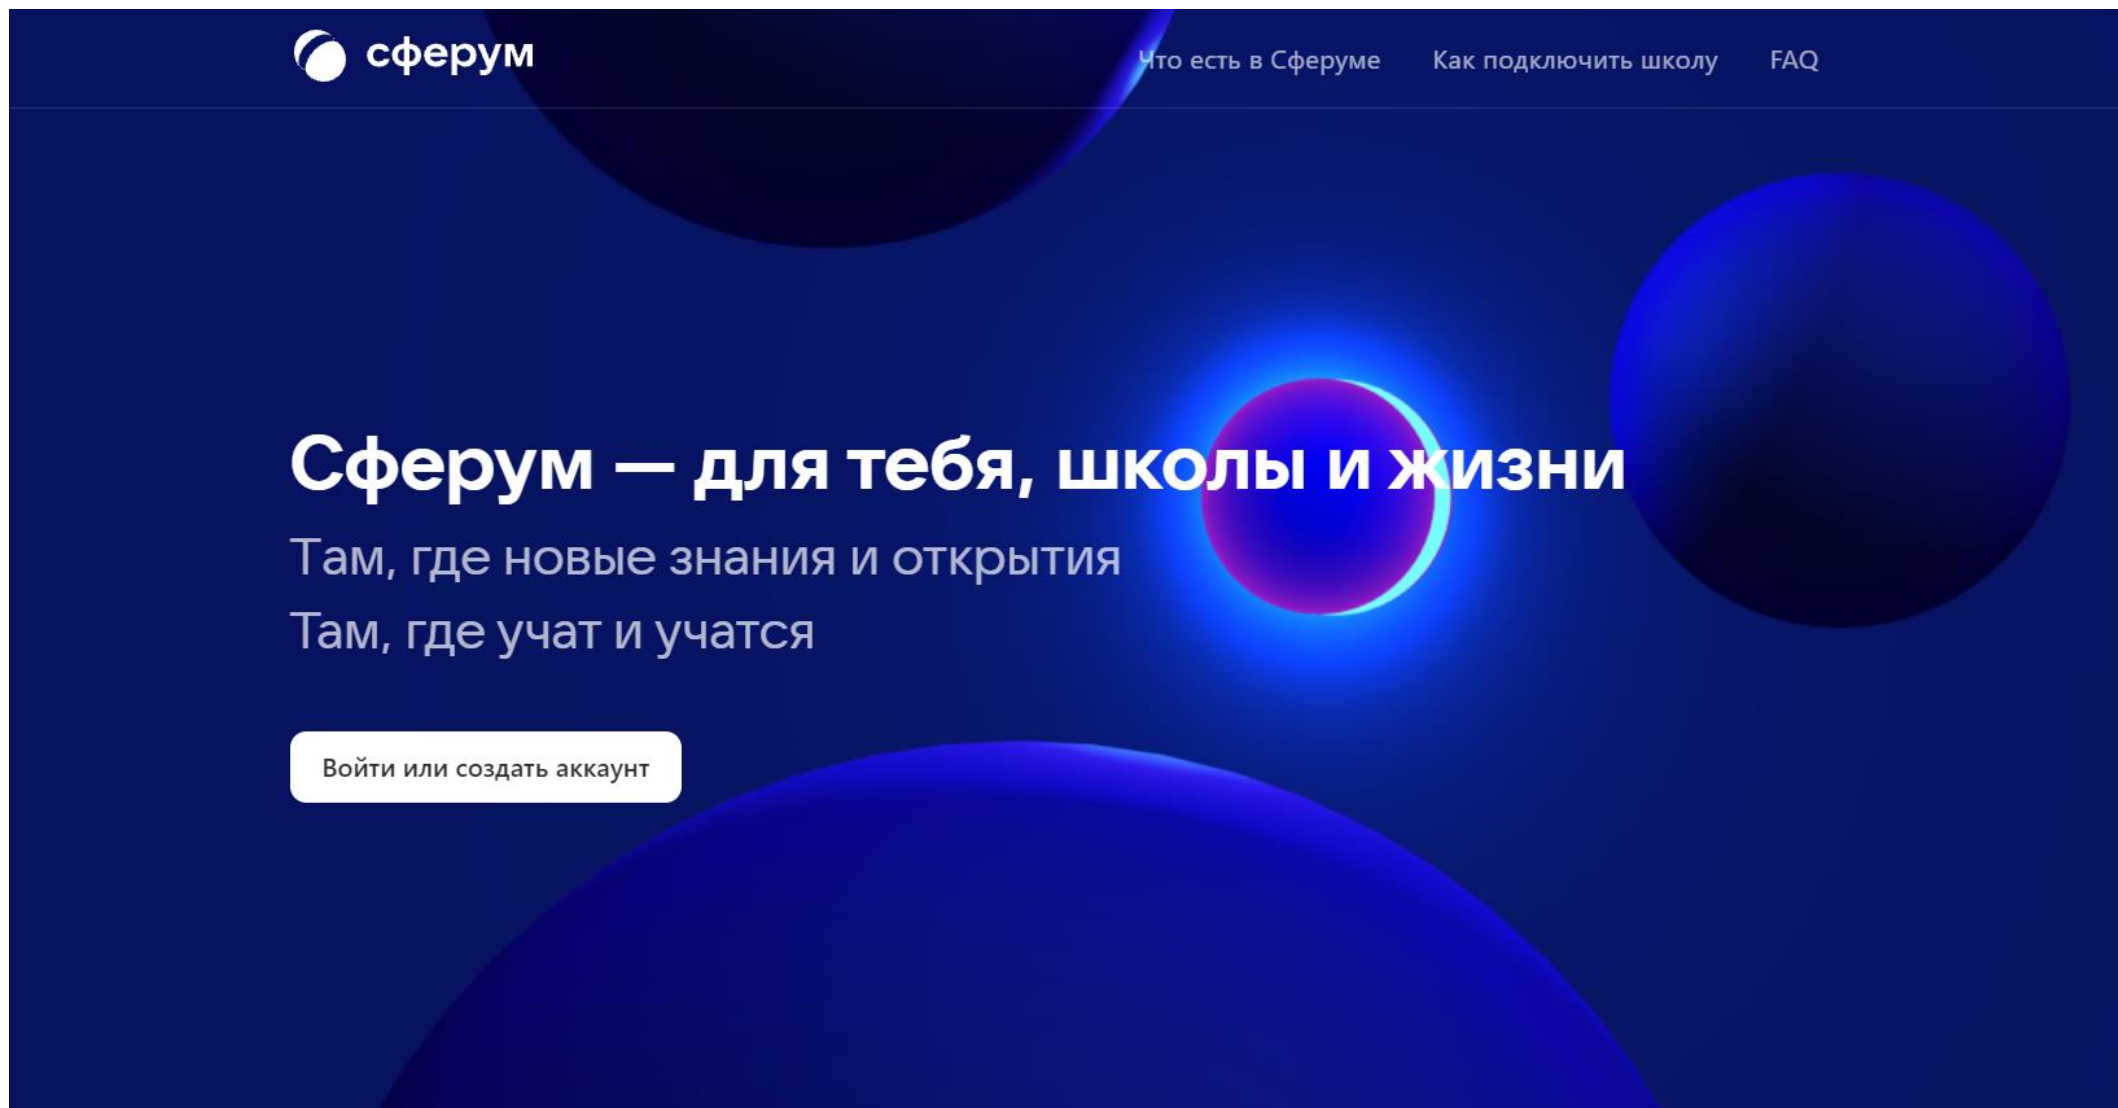 сферум
Что есть в Сферуме
Как подключить школу
FAQ
Сферум — для тебя, школы и жизни
Там, где новые знания и открытия
Там, где учат и учатся
Войти или создать аккаунт